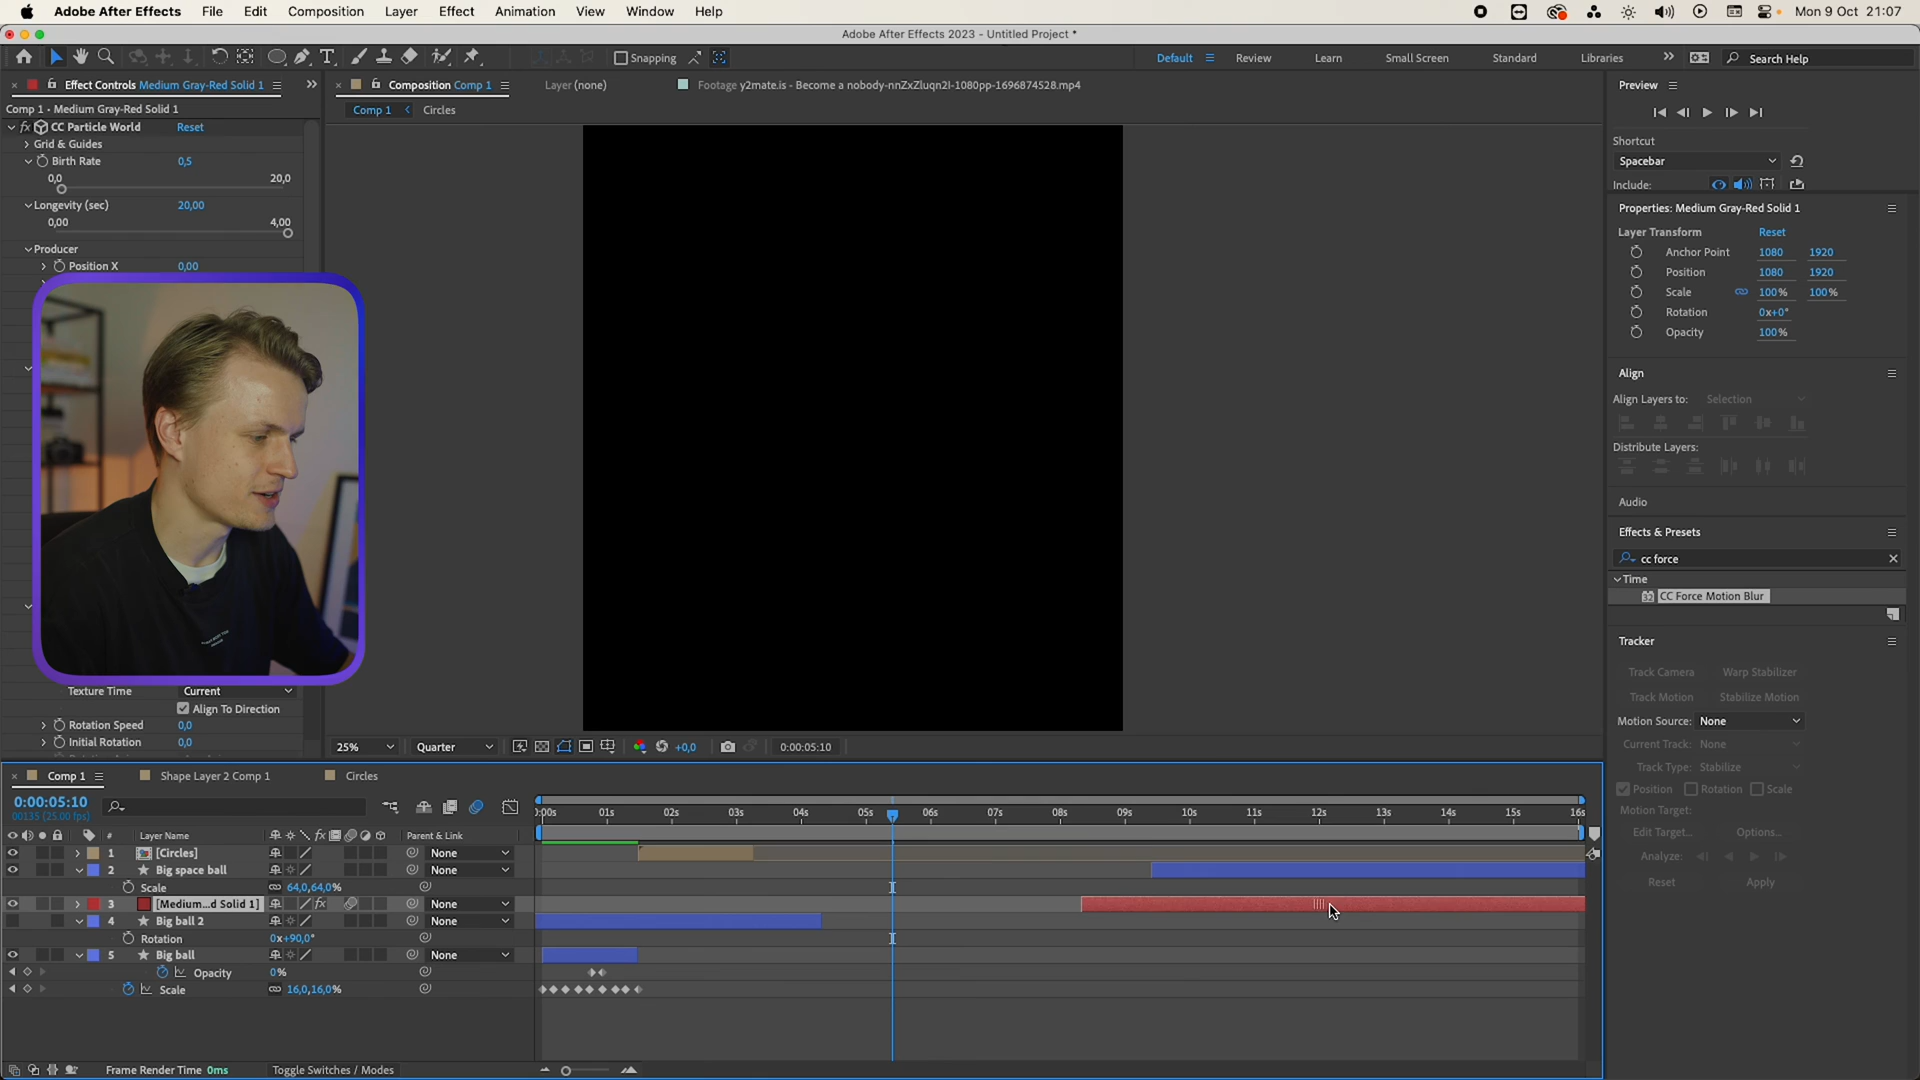 Adobe After Effects File Edit Composition Layer Effect Animation View Window Help Mon 9 Oct 21:07
Adobe After Effects 2023 - Untitled Project *
Snapping Default Review Learn Small Screen Standard Libraries Search Help
Effect Controls Medium Gray-Red Solid 1 Composition Comp 1 Layer (none) Footage y2mate.is - Become a nobody-nnZxZluqn2I-1080pp-1696874528.mp4 Preview
Comp 1 • Medium Gray-Red Solid 1 Comp 1 Circles
fx CC Particle World Reset
Grid & Guides
Birth Rate 0,5
0,0 20,0
Longevity (sec) 20,00
0,00 4,00
Producer
Position X 0,00
Texture Time Current
Align To Direction
Rotation Speed 0,0
Initial Rotation 0,0
Shortcut
Spacebar
Include:
Properties: Medium Gray-Red Solid 1
Layer Transform Reset
Anchor Point 1080 1920
Position 1080 1920
Scale 100% 100%
Rotation 0x+0°
Opacity 100%
Align
Align Layers to: Selection
Distribute Layers:
Audio
Effects & Presets
cc force
Time
32 CC Force Motion Blur
Tracker
Track Camera Warp Stabilizer
Track Motion Stabilize Motion
Motion Source: None
Current Track: None
Track Type: Stabilize
Position Rotation Scale
Motion Target:
Edit Target... Options...
Analyze:
Reset Apply
25% Quarter +0,0 0:00:05:10
Comp 1 Shape Layer 2 Comp 1 Circles
0:00:05:10
00135 (25.00 fps)
:00s 01s 02s 03s 04s 05s 06s 07s 08s 09s 10s 11s 12s 13s 14s 15s 16s
# Layer Name fx Parent & Link
1 [Circles] None
2 Big space ball None
Scale 64,0,64,0%
3 [Medium...d Solid 1] fx None
4 Big ball 2 None
Rotation 0x+90,0°
5 Big ball None
Opacity 0%
Scale 16,0,16,0%
Frame Render Time 0ms Toggle Switches / Modes